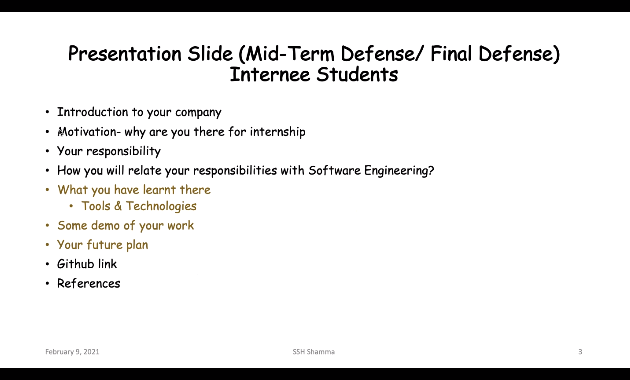 Presentation Slide (Mid-Term Defense/ Final Defense)
Internee Students
• Introduction to your company
• Motivation- why are you there for internship
• Your responsibility
• How you will relate your responsibilities with Software Engineering?
• What you have learnt there
• Tools & Technologies
• Some demo of your work
• Your future plan
• Github link
• References
February 9, 2021 SSH Shamma 3